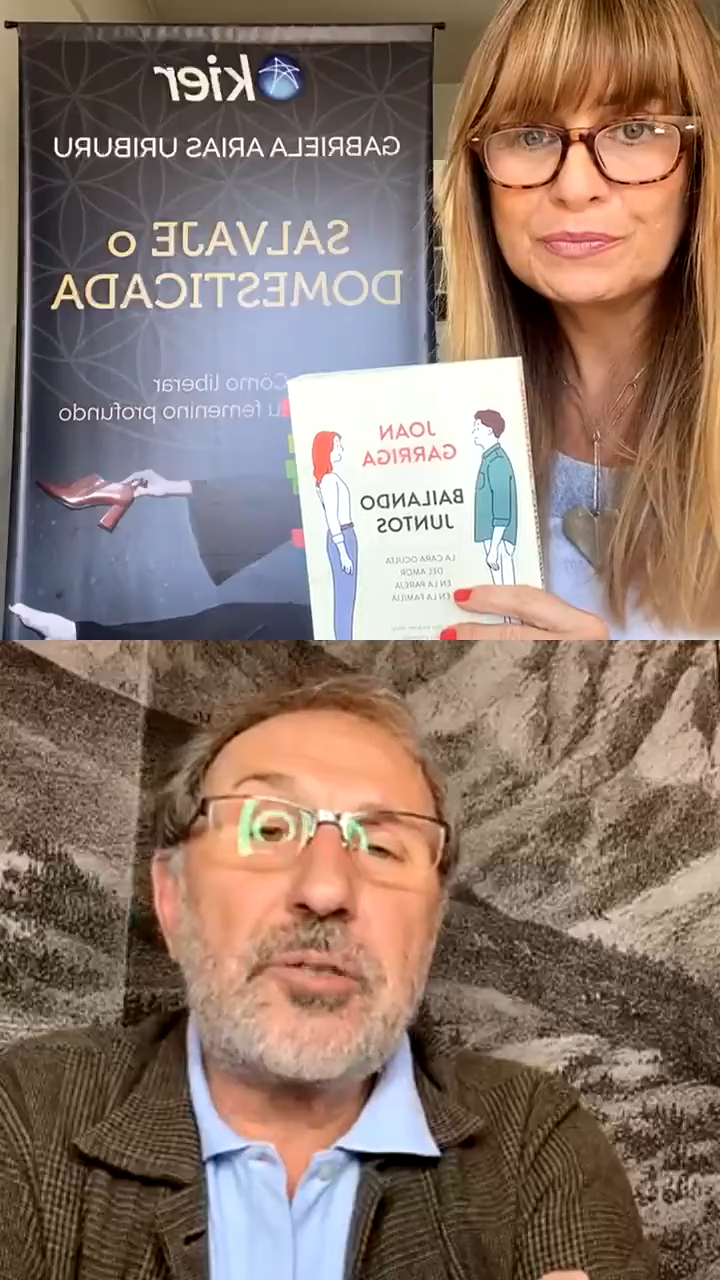 kier
GABRIELA ARIAS URIBURU
SALVAJE o
DOMESTICADA
Cómo liberar
tu femenino profundo
JOAN
GARRIGA
BAILANDO
JUNTOS
LA CARA OCULTA
DEL AMOR
EN LA PAREJA
EN LA FAMILIA